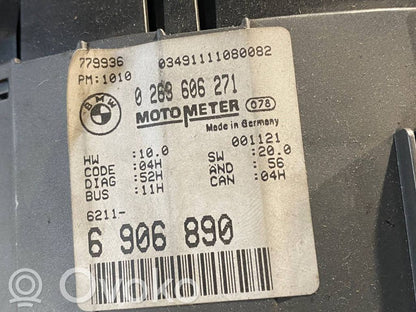 779936 03491111080082
PM:1010
BMW 0 263 606 271
MOTOMETER 078
Made in Germany
001121
HW :10.0 SW :20.0
CODE :04H AND : 56
DIAG :52H CAN :04H
BUS :11H
6211-
6 906 890
© Ovoko